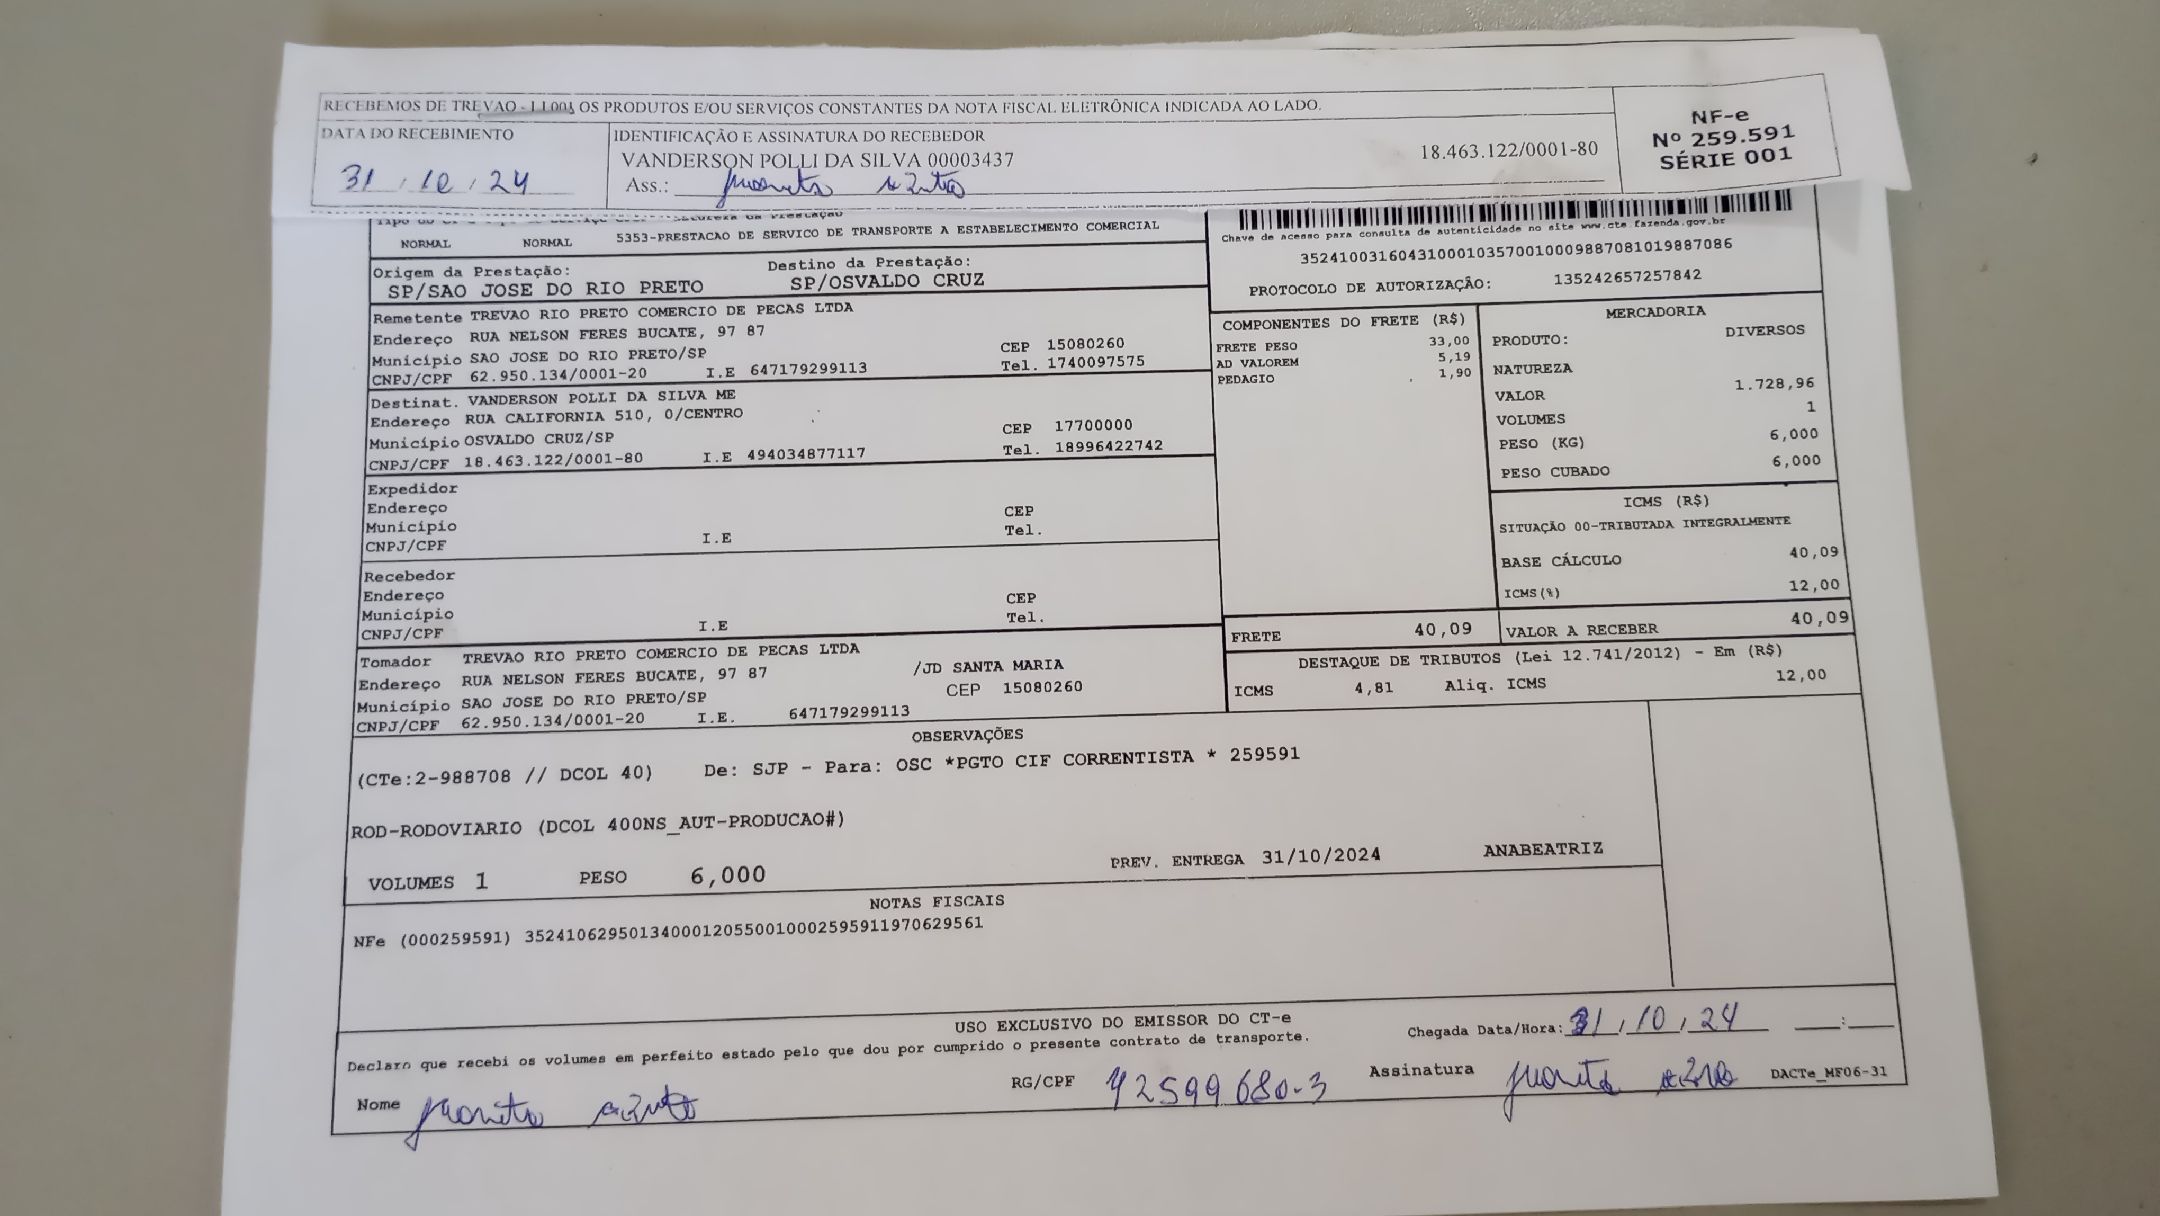 RECEBEMOS DE TREVAO - LL001 OS PRODUTOS E/OU SERVIÇOS CONSTANTES DA NOTA FISCAL ELETRÔNICA INDICADA AO LADO.
DATA DO RECEBIMENTO
31 / 10 / 24
IDENTIFICAÇÃO E ASSINATURA DO RECEBEDOR
VANDERSON POLLI DA SILVA 00003437
18.463.122/0001-80
Ass.:
NF-e
Nº 259.591
SÉRIE 001
NORMAL NORMAL 5353-PRESTACAO DE SERVICO DE TRANSPORTE A ESTABELECIMENTO COMERCIAL
Origem da Prestação: Destino da Prestação:
SP/SAO JOSE DO RIO PRETO SP/OSVALDO CRUZ
Chave de acesso para consulta de autenticidade no site www.cte.fazenda.gov.br
35241003160431000103570010009887081019887086
PROTOCOLO DE AUTORIZAÇÃO: 135242657257842
Remetente TREVAO RIO PRETO COMERCIO DE PECAS LTDA
Endereço RUA NELSON FERES BUCATE, 97 87
Município SAO JOSE DO RIO PRETO/SP CEP 15080260
CNPJ/CPF 62.950.134/0001-20 I.E 647179299113 Tel. 1740097575
Destinat. VANDERSON POLLI DA SILVA ME
Endereço RUA CALIFORNIA 510, 0/CENTRO
Município OSVALDO CRUZ/SP CEP 17700000
CNPJ/CPF 18.463.122/0001-80 I.E 494034877117 Tel. 18996422742
Expedidor
Endereço CEP
Município Tel.
CNPJ/CPF I.E
Recebedor
Endereço CEP
Município Tel.
CNPJ/CPF I.E
Tomador TREVAO RIO PRETO COMERCIO DE PECAS LTDA
Endereço RUA NELSON FERES BUCATE, 97 87 /JD SANTA MARIA
Município SAO JOSE DO RIO PRETO/SP CEP 15080260
CNPJ/CPF 62.950.134/0001-20 I.E. 647179299113
COMPONENTES DO FRETE (R$)
FRETE PESO 33,00
AD VALOREM 5,19
PEDAGIO 1,90
MERCADORIA
PRODUTO: DIVERSOS
NATUREZA
VALOR 1.728,96
VOLUMES 1
PESO (KG) 6,000
PESO CUBADO 6,000
ICMS (R$)
SITUAÇÃO 00-TRIBUTADA INTEGRALMENTE
BASE CÁLCULO 40,09
ICMS(%) 12,00
FRETE 40,09 VALOR A RECEBER 40,09
DESTAQUE DE TRIBUTOS (Lei 12.741/2012) - Em (R$)
ICMS 4,81 Aliq. ICMS 12,00
OBSERVAÇÕES
(CTe:2-988708 // DCOL 40) De: SJP - Para: OSC *PGTO CIF CORRENTISTA * 259591
ROD-RODOVIARIO (DCOL 400NS_AUT-PRODUCAO#)
VOLUMES 1 PESO 6,000 PREV. ENTREGA 31/10/2024 ANABEATRIZ
NOTAS FISCAIS
NFe (000259591) 35241062950134000120550010002595911970629561
USO EXCLUSIVO DO EMISSOR DO CT-e
Declaro que recebi os volumes em perfeito estado pelo que dou por cumprido o presente contrato de transporte.
Chegada Data/Hora: 31 / 10 / 24 :
Nome
RG/CPF 42599680-3 Assinatura DACTe_MF06-31